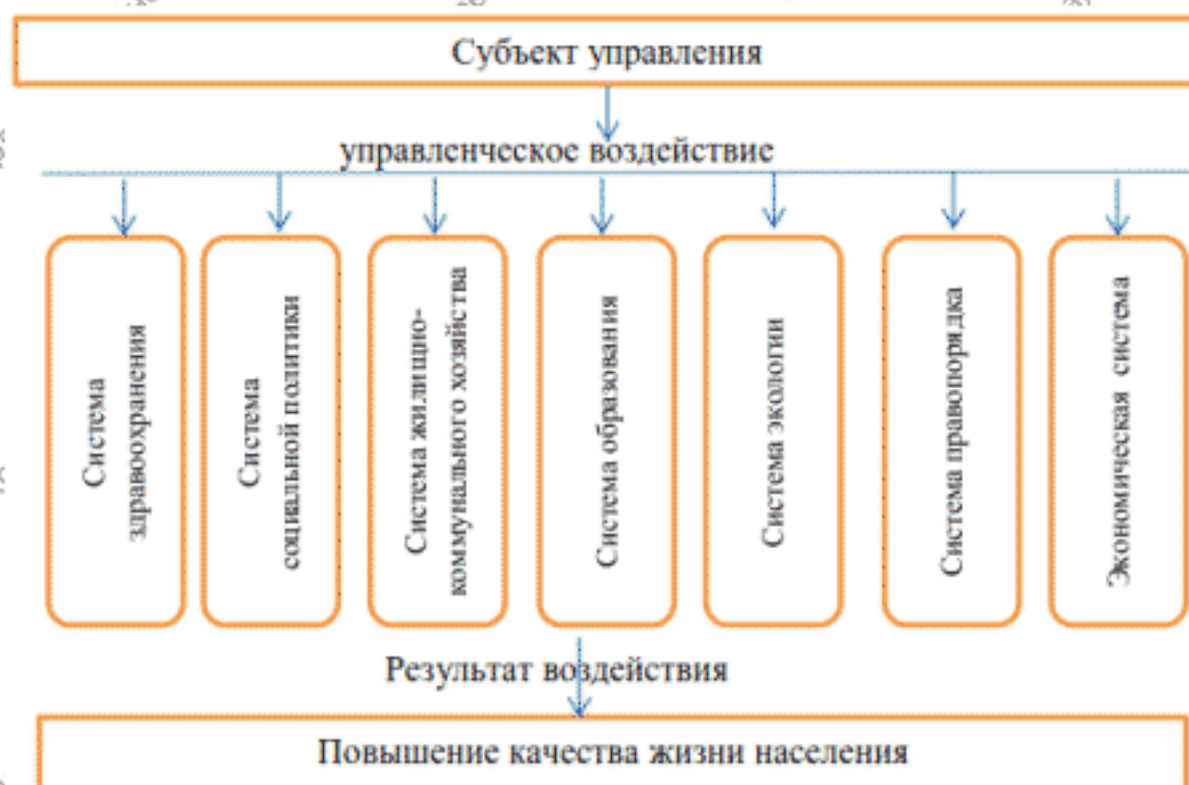 Субъект управления
управленческое воздействие
Система
здравоохранения
Система
социальной политики
Система жилищно-
коммунального хозяйства
Система образования
Система экологии
Система правопорядка
Экономическая система
Результат воздействия
Повышение качества жизни населения